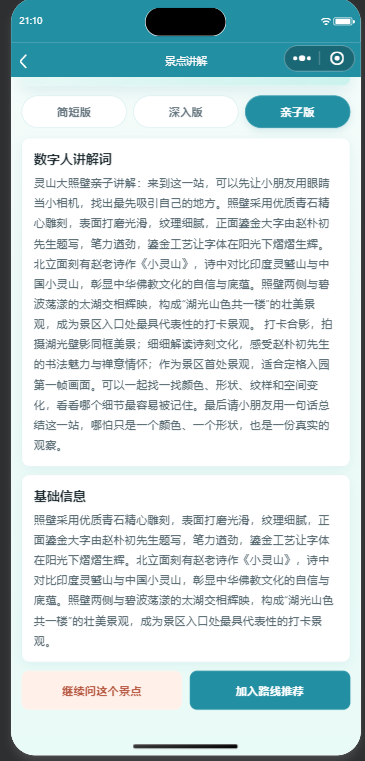 21:10
景点讲解
简短版
深入版
亲子版
数字人讲解词
灵山大照壁亲子讲解：来到这一站，可以先让小朋友用眼睛
当小相机，找出最先吸引自己的地方。照壁采用优质青石精
心雕刻，表面打磨光滑，纹理细腻，正面鎏金大字由赵朴初
先生题写，笔力遒劲，鎏金工艺让字体在阳光下熠熠生辉。
北立面刻有赵老诗作《小灵山》，诗中对比印度灵鹫山与中
国小灵山，彰显中华佛教文化的自信与底蕴。照壁两侧与碧
波荡漾的太湖交相辉映，构成“湖光山色共一楼”的壮美景
观，成为景区入口处最具代表性的打卡景观。 打卡合影，拍
摄湖光壁影同框美景；细细解读诗刻文化，感受赵朴初先生
的书法魅力与禅意情怀；作为景区首处景观，适合定格入园
第一帧画面。可以一起找一找颜色、形状、纹样和空间变
化，看看哪个细节最容易被记住。最后请小朋友用一句话总
结这一站，哪怕只是一个颜色、一个形状，也是一份真实的
观察。
基础信息
照壁采用优质青石精心雕刻，表面打磨光滑，纹理细腻，正
面鎏金大字由赵朴初先生题写，笔力遒劲，鎏金工艺让字体
在阳光下熠熠生辉。北立面刻有赵老诗作《小灵山》，诗中
对比印度灵鹫山与中国小灵山，彰显中华佛教文化的自信与
底蕴。照壁两侧与碧波荡漾的太湖交相辉映，构成“湖光山色
共一楼”的壮美景观，成为景区入口处最具代表性的打卡景
观。
继续问这个景点
加入路线推荐